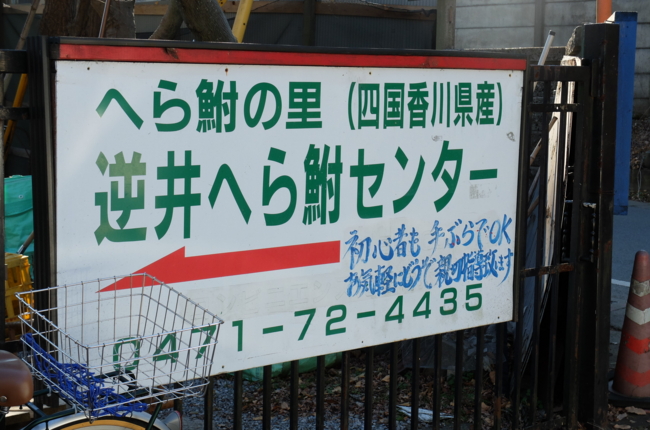 へら鮒の里（四国香川県産）
逆井へら鮒センター
初心者も 手ぶらでOK
お気軽にどうぞ親切指導致します
0471-72-4435